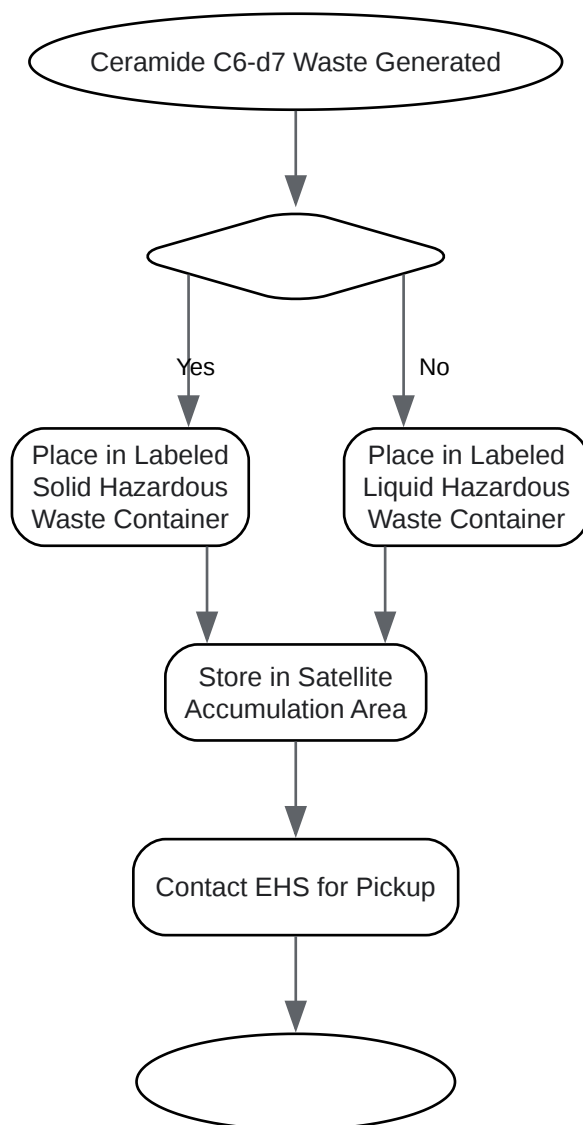 Ceramide C6-d7 Waste Generated
Yes
No
Place in Labeled
Solid Hazardous
Waste Container
Place in Labeled
Liquid Hazardous
Waste Container
Store in Satellite
Accumulation Area
Contact EHS for Pickup